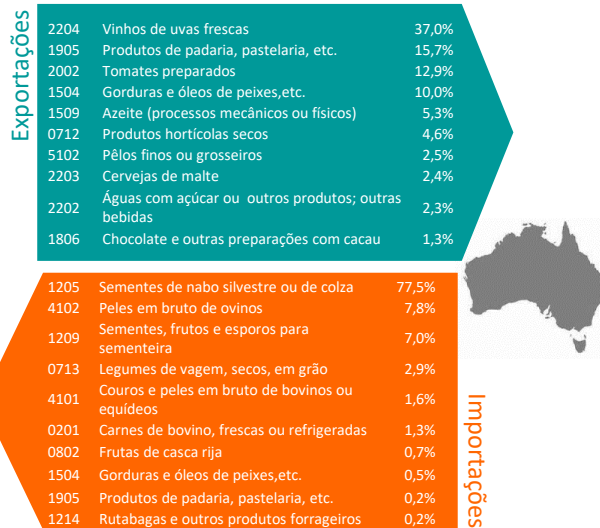 Exportações
2204 Vinhos de uvas frescas 37,0%
1905 Produtos de padaria, pastelaria, etc. 15,7%
2002 Tomates preparados 12,9%
1504 Gorduras e óleos de peixes,etc. 10,0%
1509 Azeite (processos mecânicos ou físicos) 5,3%
0712 Produtos hortícolas secos 4,6%
5102 Pêlos finos ou grosseiros 2,5%
2203 Cervejas de malte 2,4%
2202 Águas com açúcar ou outros produtos; outras
bebidas 2,3%
1806 Chocolate e outras preparações com cacau 1,3%
1205 Sementes de nabo silvestre ou de colza 77,5%
4102 Peles em bruto de ovinos 7,8%
1209 Sementes, frutos e esporos para
sementeira 7,0%
0713 Legumes de vagem, secos, em grão 2,9%
4101 Couros e peles em bruto de bovinos ou
equídeos 1,6%
0201 Carnes de bovino, frescas ou refrigeradas 1,3%
0802 Frutas de casca rija 0,7%
1504 Gorduras e óleos de peixes,etc. 0,5%
1905 Produtos de padaria, pastelaria, etc. 0,2%
1214 Rutabagas e outros produtos forrageiros 0,2%
Importações